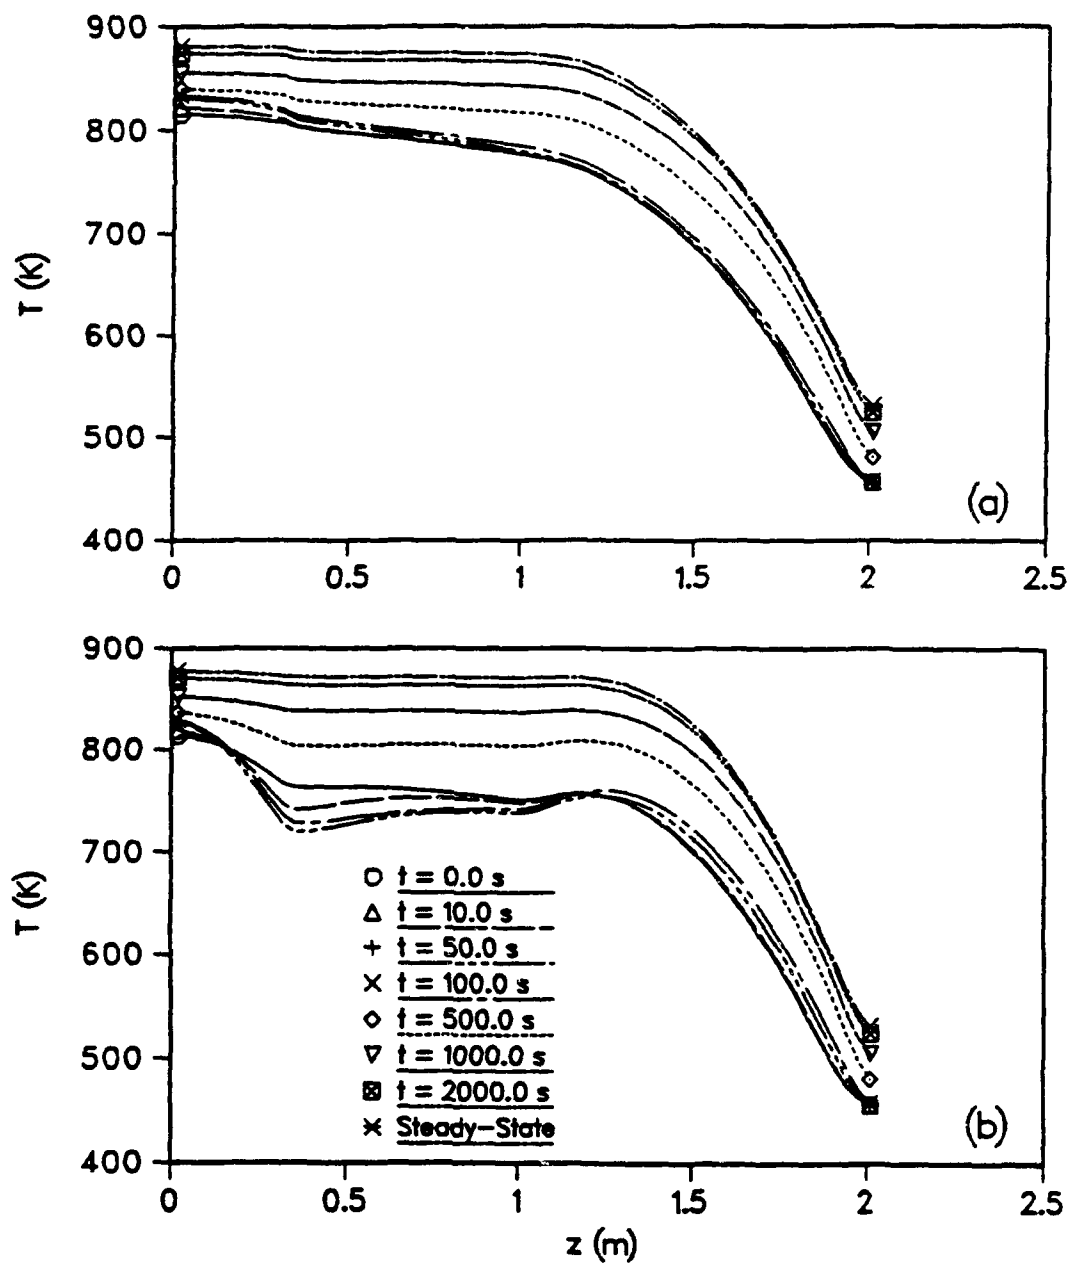 900
800
700
600
500
400
T (K)
(a)
0 0.5 1 1.5 2 2.5
900
800
700
600
500
400
T (K)
t = 0.0 s
t = 10.0 s
t = 50.0 s
t = 100.0 s
t = 500.0 s
t = 1000.0 s
t = 2000.0 s
Steady-State
(b)
0 0.5 1 1.5 2 2.5
z (m)